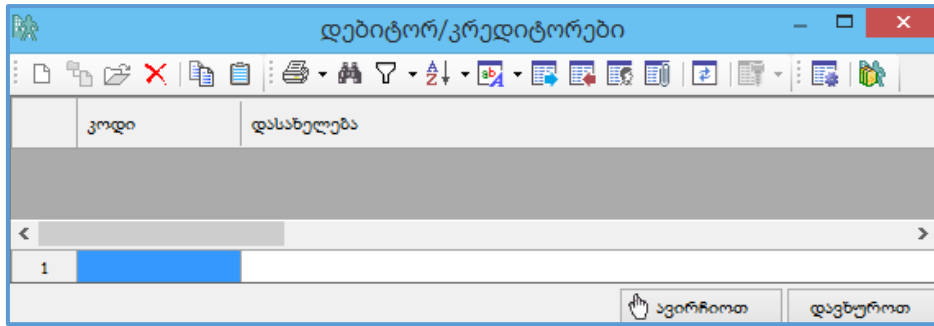 დებიტორ/კრედიტორები
კოდი დასახელება
1
ავირჩიოთ დავხუროთ